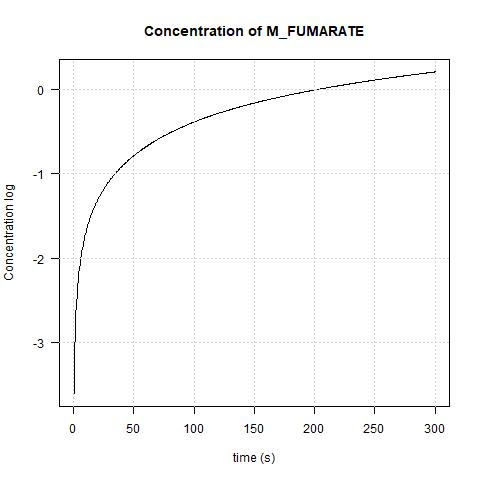 Concentration of M_FUMARATE
Concentration log
0
-1
-2
-3
0 50 100 150 200 250 300
time (s)